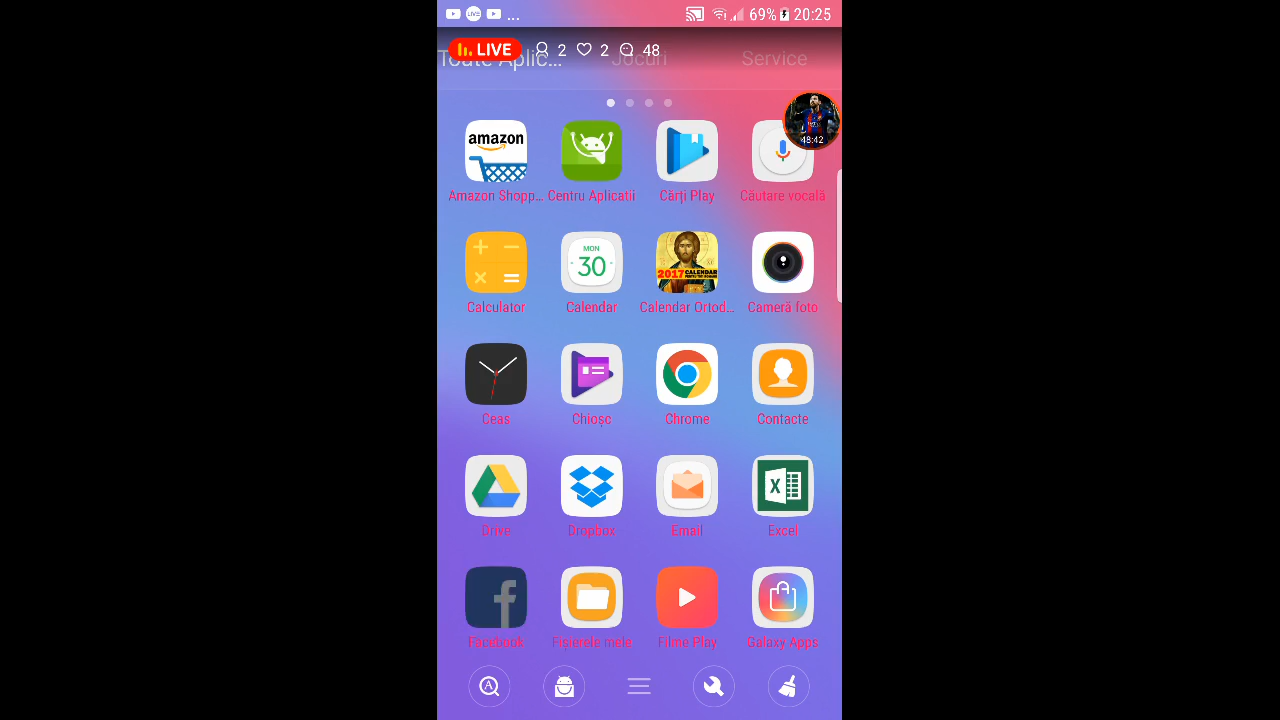 LIVE ... 69% 20:25
LIVE 2 2 48
Toate Aplic... Jocuri Service
48:42
amazon
Amazon Shopp... Centru Aplicatii Cărți Play Căutare vocală
MON
30
2017 CALENDAR
Calculator Calendar Calendar Ortod... Cameră foto
Ceas Chioșc Chrome Contacte
X
Drive Dropbox Email Excel
f
A
Facebook Fișierele mele Filme Play Galaxy Apps
A